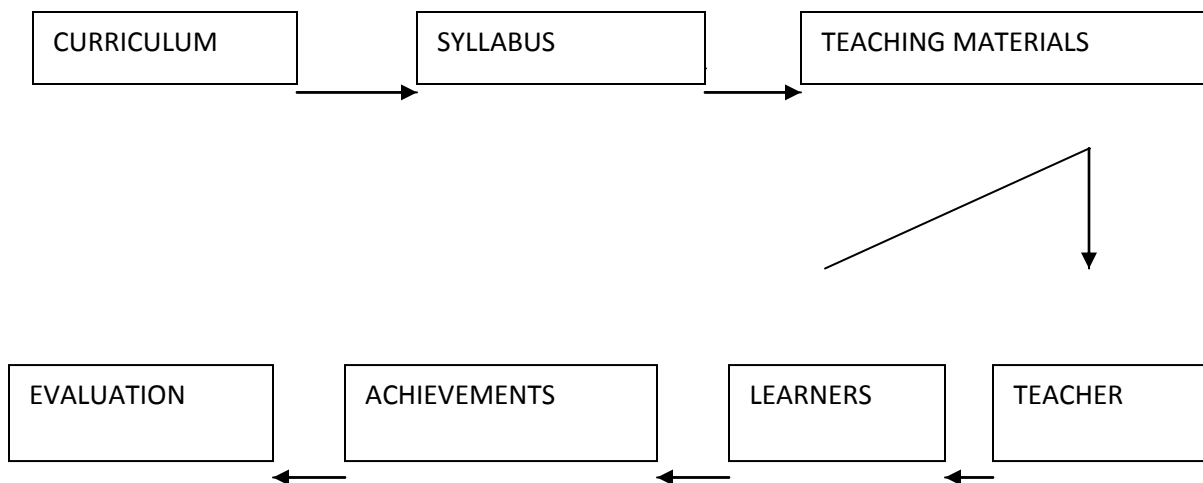 CURRICULUM
SYLLABUS
TEACHING MATERIALS
EVALUATION
ACHIEVEMENTS
LEARNERS
TEACHER